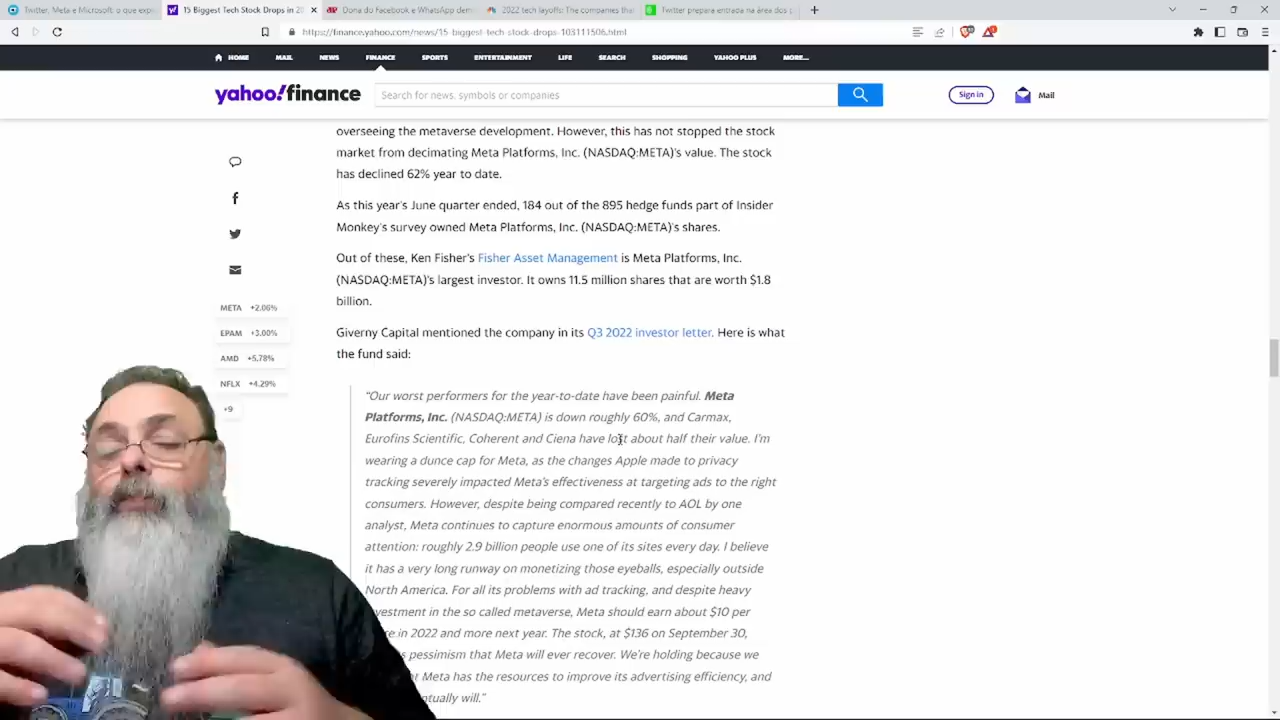 Twitter, Meta e Microsoft: o que expe
15 Biggest Tech Stock Drops in 20
Dona do Facebook e WhatsApp dem
2022 tech layoffs: The companies tha
Twitter prepara entrada na área dos p
https://finance.yahoo.com/news/15-biggest-tech-stock-drops-103111506.html
HOME MAIL NEWS FINANCE SPORTS ENTERTAINMENT LIFE SEARCH SHOPPING YAHOO PLUS MORE...
yahoo!finance
Search for news, symbols or companies
Sign in
Mail
overseeing the metaverse development. However, this has not stopped the stock
market from decimating Meta Platforms, Inc. (NASDAQ:META)'s value. The stock
has declined 62% year to date.
As this year's June quarter ended, 184 out of the 895 hedge funds part of Insider
Monkey's survey owned Meta Platforms, Inc. (NASDAQ:META)'s shares.
Out of these, Ken Fisher's Fisher Asset Management is Meta Platforms, Inc.
(NASDAQ:META)'s largest investor. It owns 11.5 million shares that are worth $1.8
billion.
Giverny Capital mentioned the company in its Q3 2022 investor letter. Here is what
the fund said:
META +2.06%
EPAM +3.00%
AMD +5.78%
NFLX +4.29%
+9
"Our worst performers for the year-to-date have been painful. Meta
Platforms, Inc. (NASDAQ:META) is down roughly 60%, and Carmax,
Eurofins Scientific, Coherent and Ciena have lost about half their value. I'm
wearing a dunce cap for Meta, as the changes Apple made to privacy
tracking severely impacted Meta's effectiveness at targeting ads to the right
consumers. However, despite being compared recently to AOL by one
analyst, Meta continues to capture enormous amounts of consumer
attention: roughly 2.9 billion people use one of its sites every day. I believe
it has a very long runway on monetizing those eyeballs, especially outside
North America. For all its problems with ad tracking, and despite heavy
vestment in the so called metaverse, Meta should earn about $10 per
re in 2022 and more next year. The stock, at $136 on September 30,
s pessimism that Meta will ever recover. We're holding because we
t Meta has the resources to improve its advertising efficiency, and
ntually will."